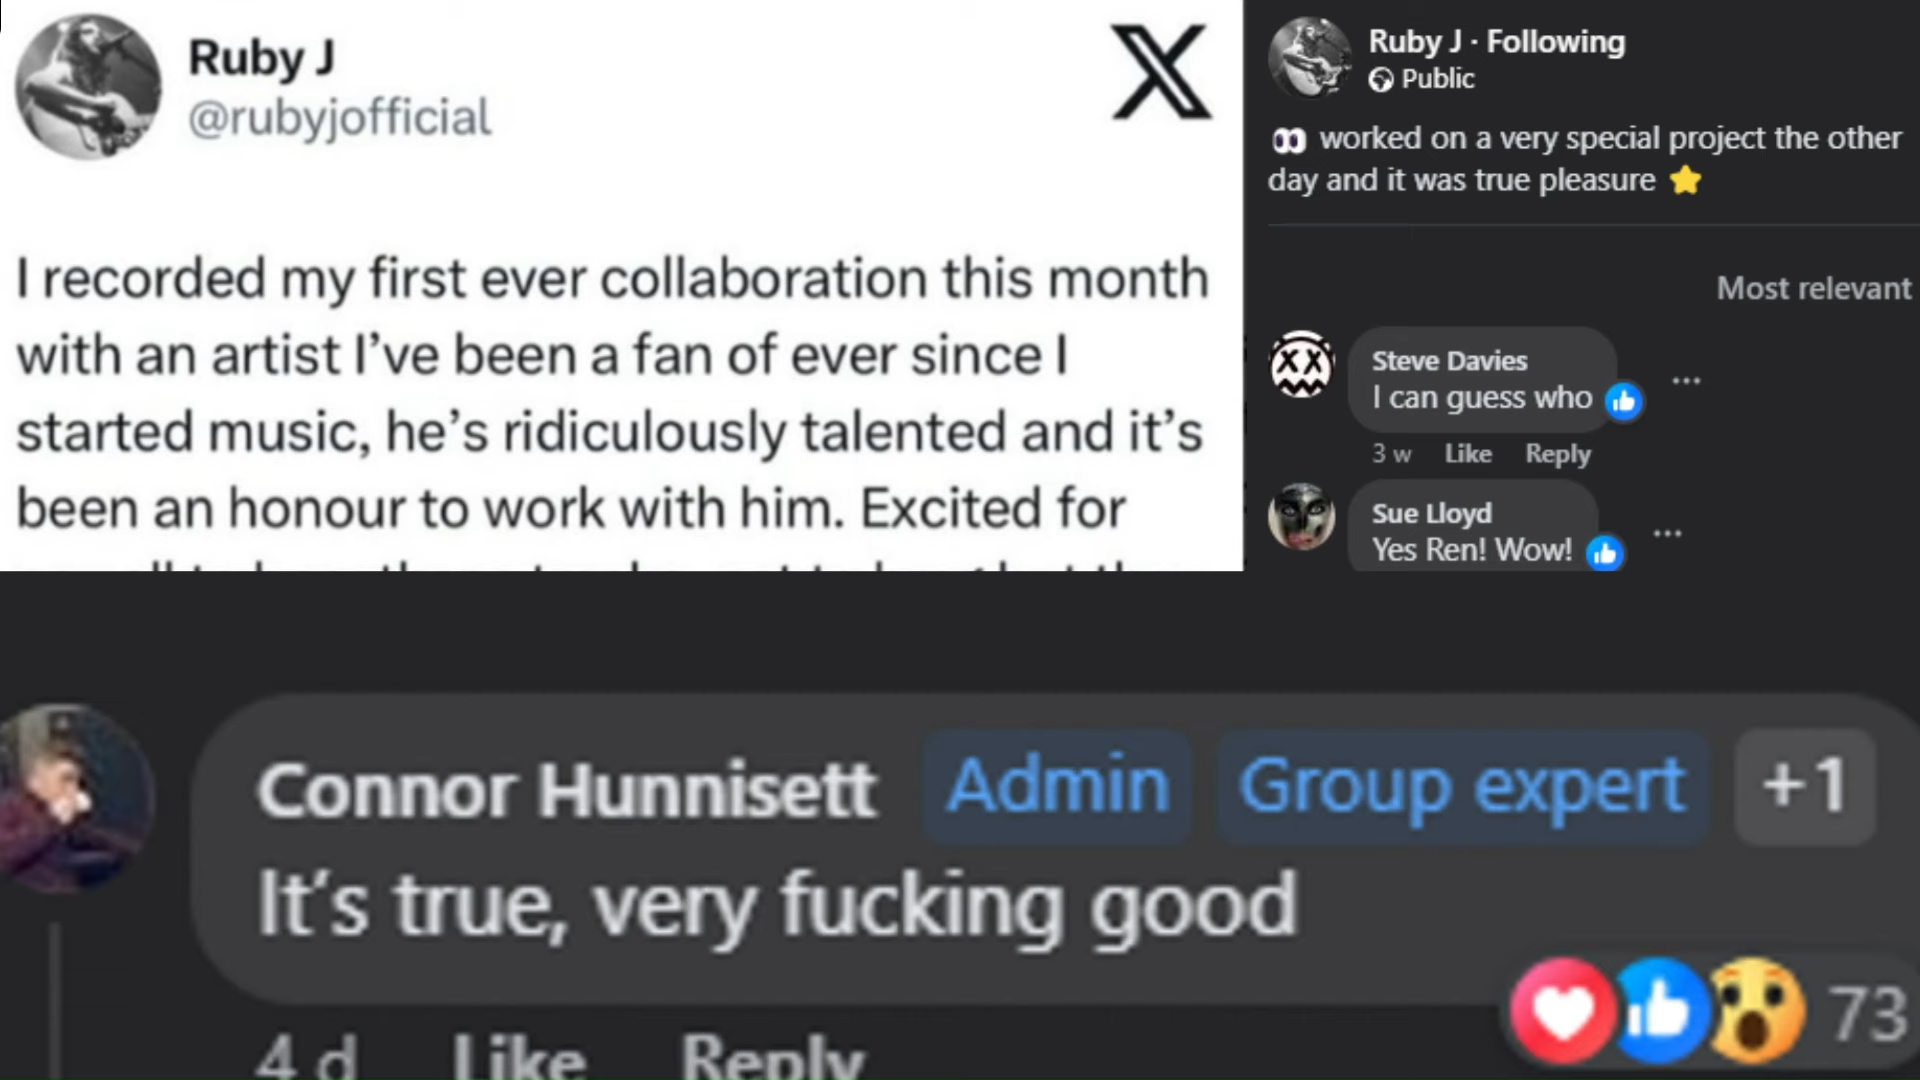 Ruby J
@rubyjofficial
I recorded my first ever collaboration this month
with an artist I’ve been a fan of ever since I
started music, he’s ridiculously talented and it’s
been an honour to work with him. Excited for
Ruby J · Following
Public
👀 worked on a very special project the other
day and it was true pleasure ⭐
Most relevant
Steve Davies
I can guess who
3 w Like Reply
Sue Lloyd
Yes Ren! Wow!
Connor Hunnisett Admin Group expert +1
It’s true, very fucking good
73
4 d Like Reply